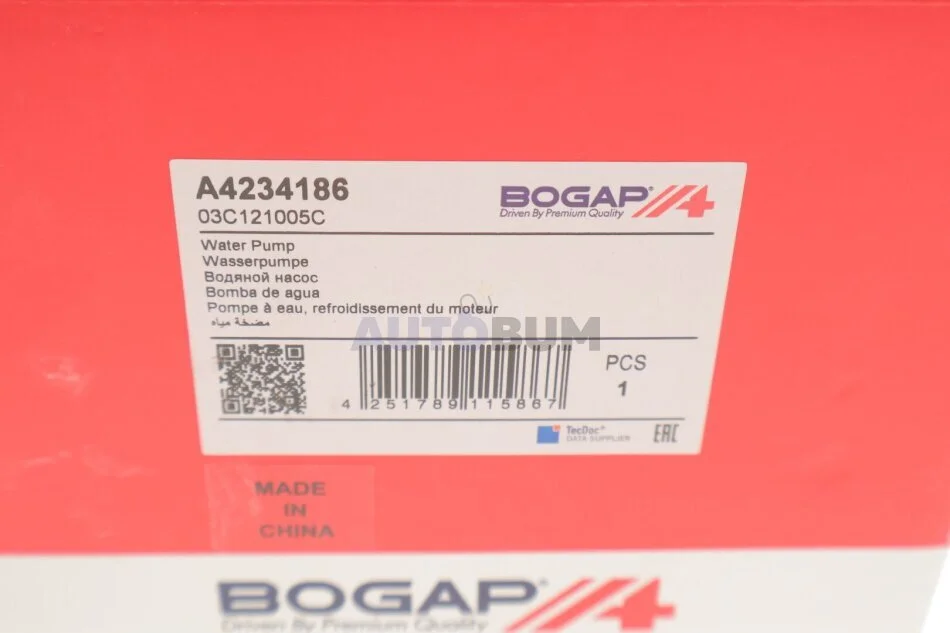 A4234186
03C121005C
BOGAP®
Driven By Premium Quality
Water Pump
Wasserpumpe
Водяной насос
Bomba de agua
Pompe à eau, refroidissement du moteur
مضخة مياه
AUTOBUM
4 251789 115867
PCS
1
TecDoc®
DATA SUPPLIER
EAC
MADE
IN
CHINA
BOGAP®
Driven By Premium Quality